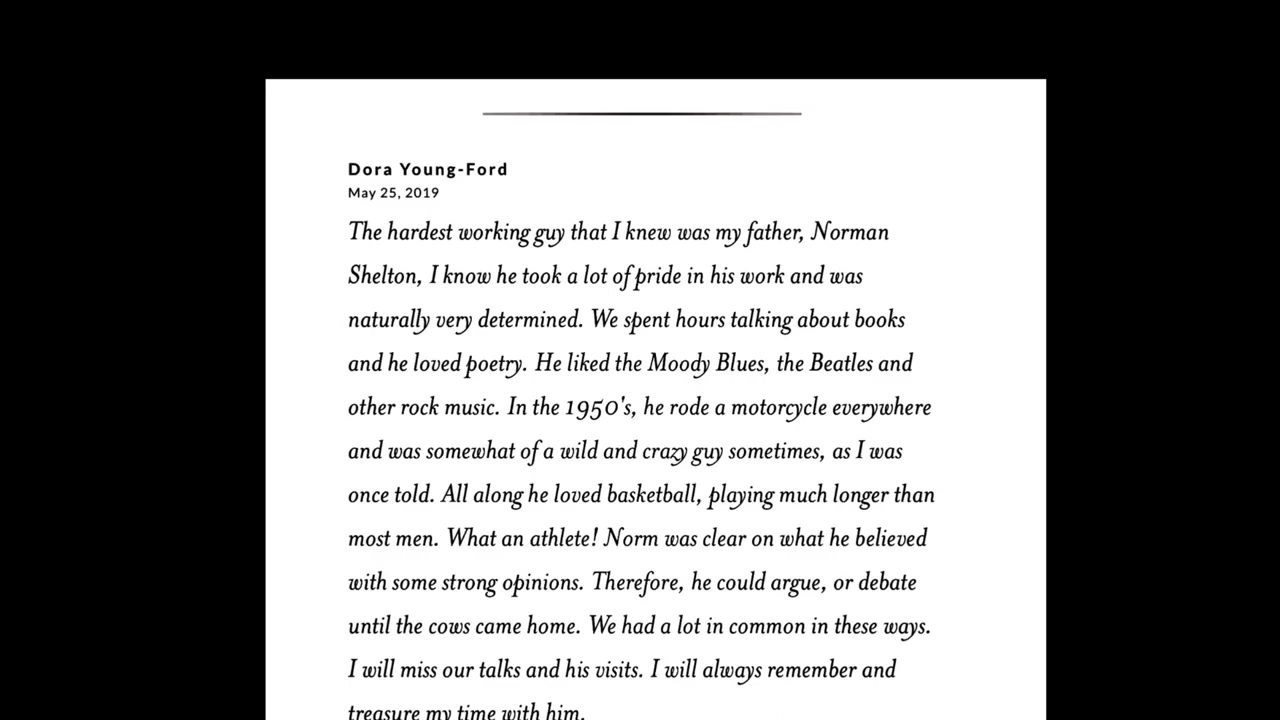 Dora Young-Ford
May 25, 2019
The hardest working guy that I knew was my father, Norman
Shelton, I know he took a lot of pride in his work and was
naturally very determined. We spent hours talking about books
and he loved poetry. He liked the Moody Blues, the Beatles and
other rock music. In the 1950's, he rode a motorcycle everywhere
and was somewhat of a wild and crazy guy sometimes, as I was
once told. All along he loved basketball, playing much longer than
most men. What an athlete! Norm was clear on what he believed
with some strong opinions. Therefore, he could argue, or debate
until the cows came home. We had a lot in common in these ways.
I will miss our talks and his visits. I will always remember and
treasure my time with him.